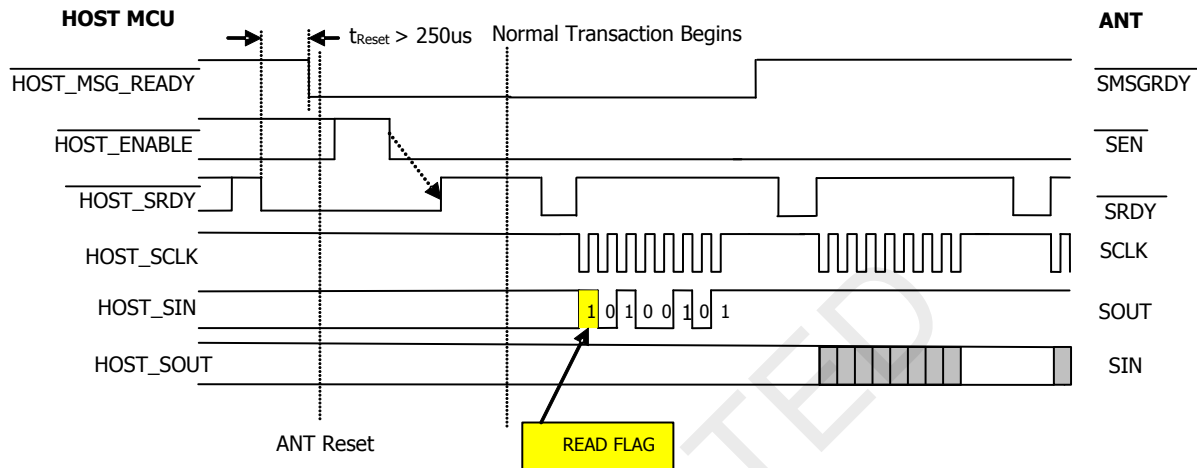 HOST MCU
ANT
tReset > 250us
Normal Transaction Begins
HOST_MSG_READY
SMSGRDY
HOST_ENABLE
SEN
HOST_SRDY
SRDY
HOST_SCLK
SCLK
HOST_SIN
1 0 1 0 0 1 0 1
SOUT
HOST_SOUT
SIN
ANT Reset
READ FLAG
TED